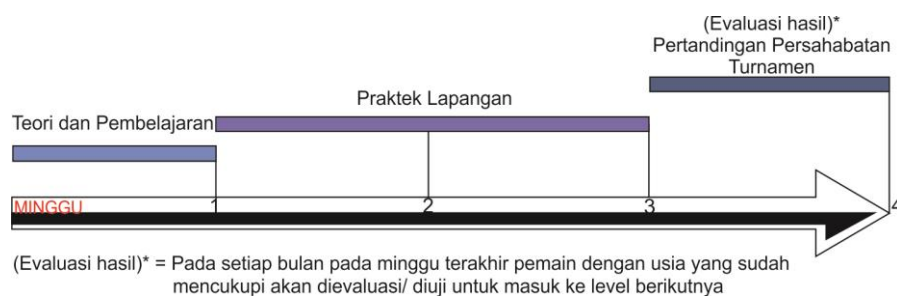 (Evaluasi hasil)*
Pertandingan Persahabatan
Turnamen
Praktek Lapangan
Teori dan Pembelajaran
MINGGU 1 2 3 4
(Evaluasi hasil)* = Pada setiap bulan pada minggu terakhir pemain dengan usia yang sudah
mencukupi akan dievaluasi/ diuji untuk masuk ke level berikutnya